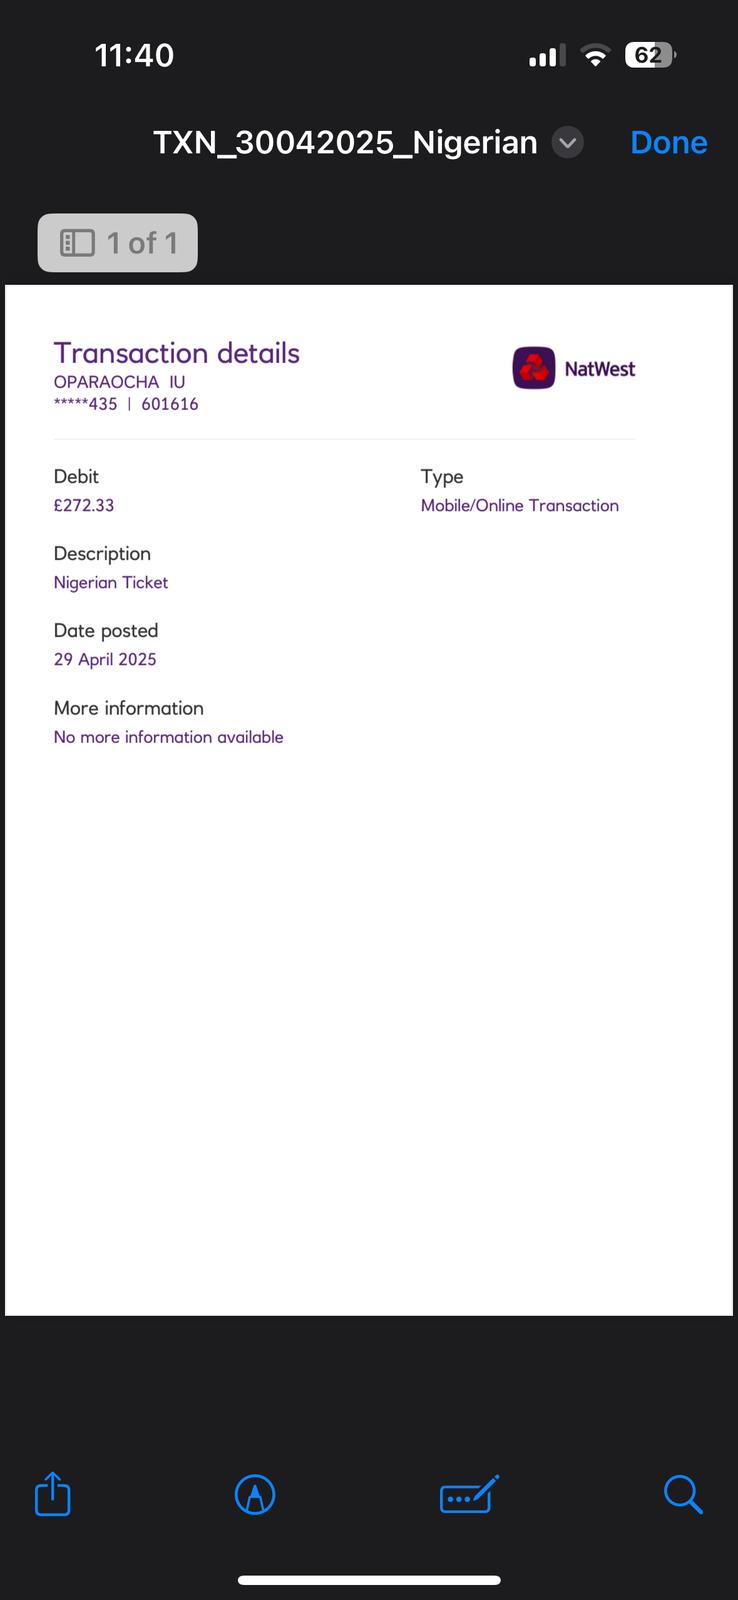 11:40
62
TXN_30042025_Nigerian
Done
1 of 1
Transaction details
OPARAOCHA IU
*****435 | 601616
NatWest
Debit
£272.33
Type
Mobile/Online Transaction
Description
Nigerian Ticket
Date posted
29 April 2025
More information
No more information available